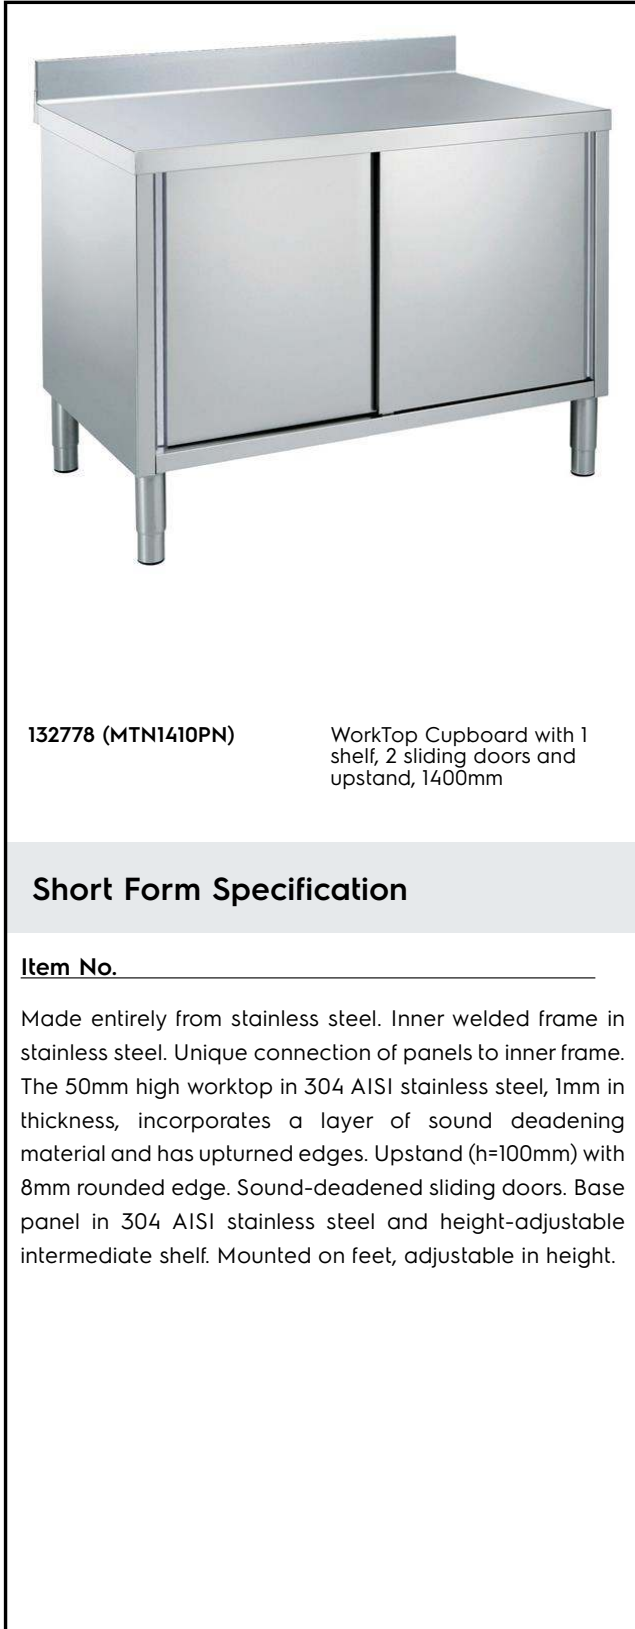 132778 (MTN1410PN)
WorkTop Cupboard with 1
shelf, 2 sliding doors and
upstand, 1400mm
Short Form Specification
Item No.
Made entirely from stainless steel. Inner welded frame in
stainless steel. Unique connection of panels to inner frame.
The 50mm high worktop in 304 AISI stainless steel, 1mm in
thickness, incorporates a layer of sound deadening
material and has upturned edges. Upstand (h=100mm) with
8mm rounded edge. Sound-deadened sliding doors. Base
panel in 304 AISI stainless steel and height-adjustable
intermediate shelf. Mounted on feet, adjustable in height.